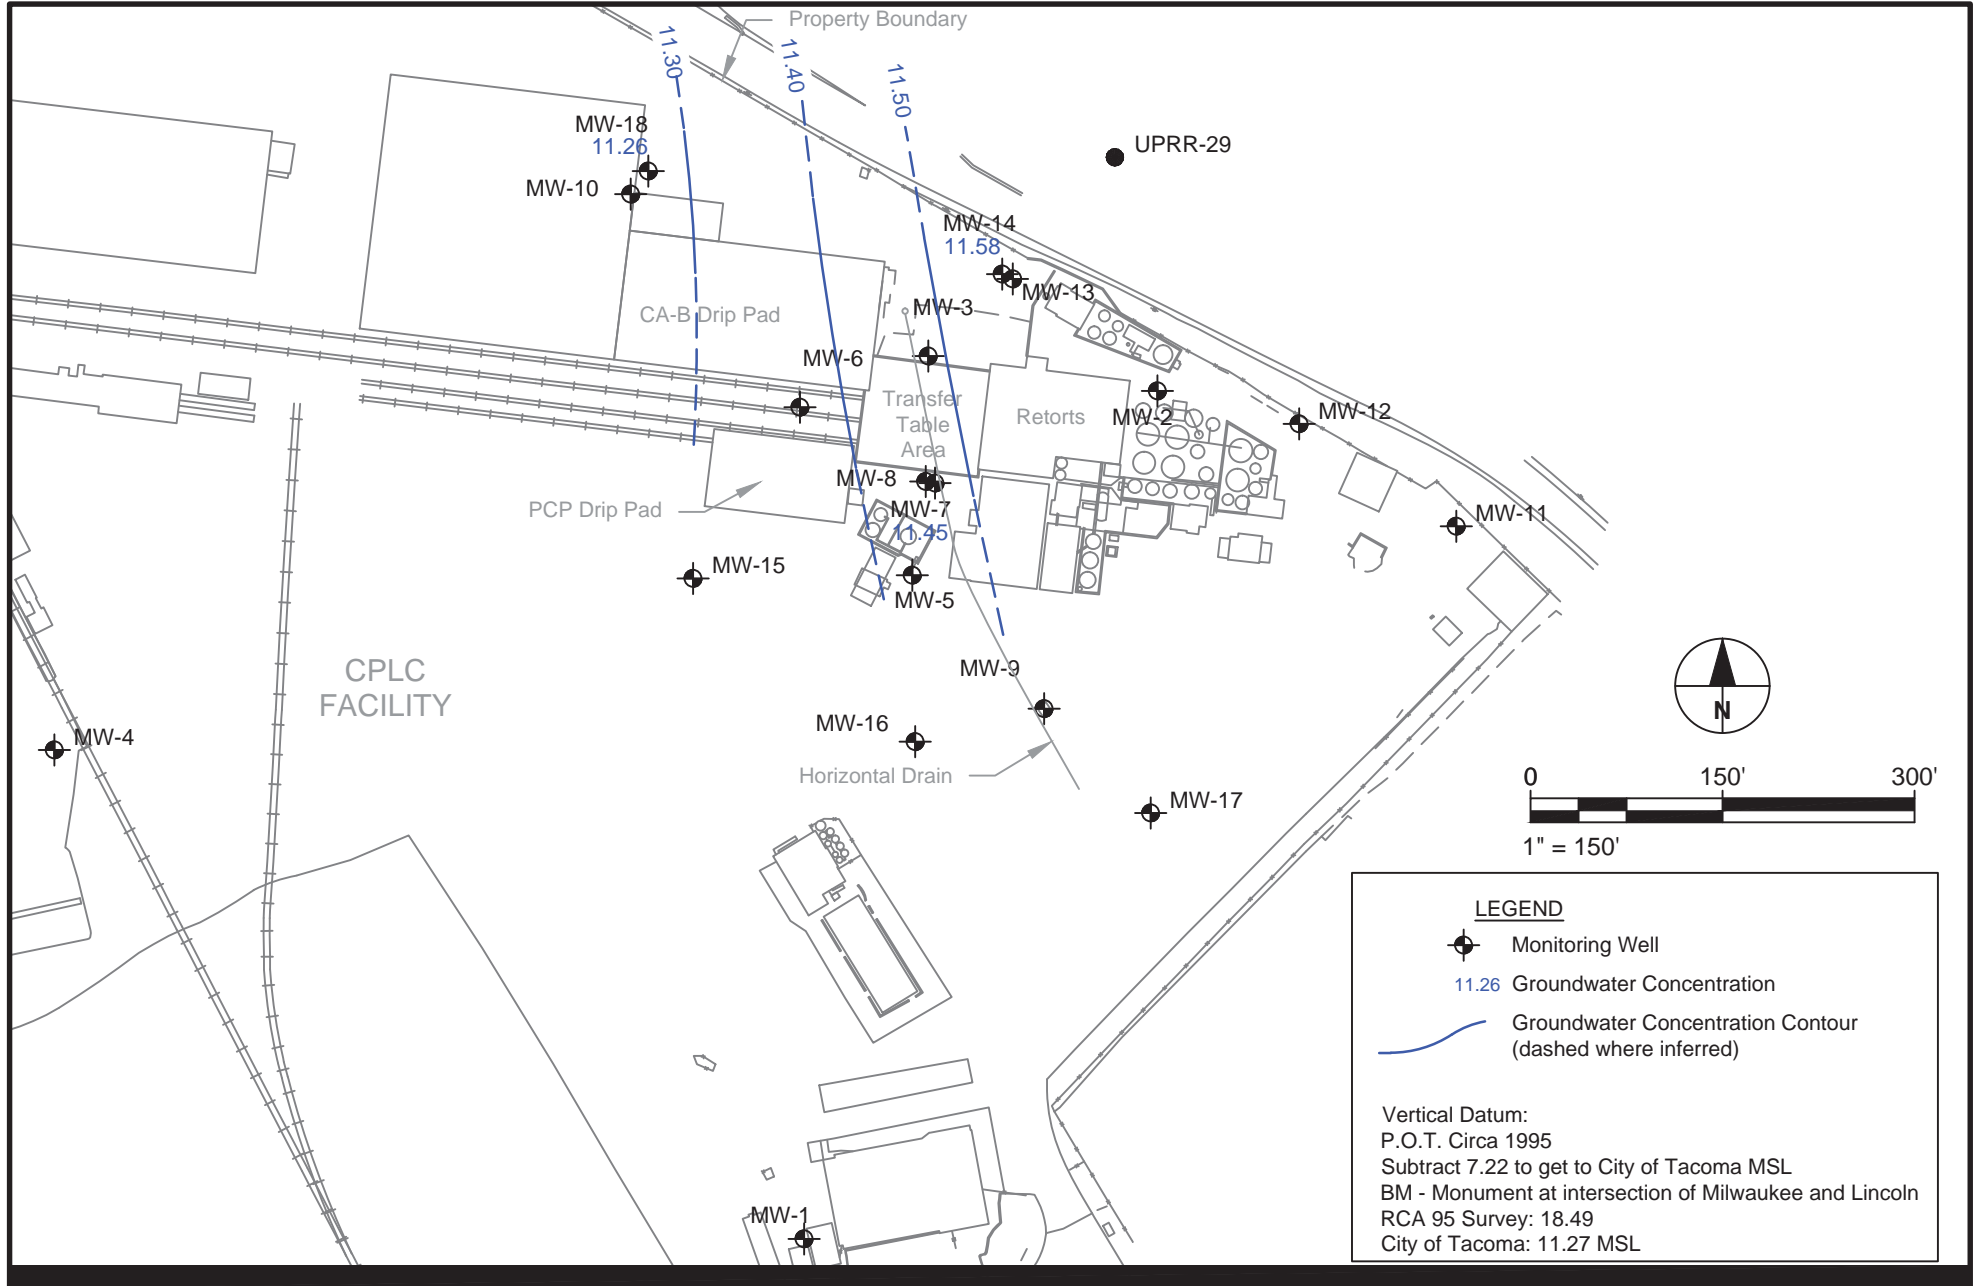 Property Boundary
11.30
11.40
11.50
MW-18
11.26
UPRR-29
MW-10
MW-14
11.58
MW-13
MW-3
CA-B Drip Pad
MW-6
Transfer
Table
Area
Retorts
MW-2
MW-12
MW-8
MW-7
11.45
PCP Drip Pad
MW-11
MW-15
MW-5
CPLC
FACILITY
MW-9
N
MW-4
MW-16
Horizontal Drain
MW-17
0 150' 300'
1" = 150'
LEGEND
Monitoring Well
11.26 Groundwater Concentration
Groundwater Concentration Contour
(dashed where inferred)
Vertical Datum:
P.O.T. Circa 1995
Subtract 7.22 to get to City of Tacoma MSL
BM - Monument at intersection of Milwaukee and Lincoln
RCA 95 Survey: 18.49
City of Tacoma: 11.27 MSL
MW-1